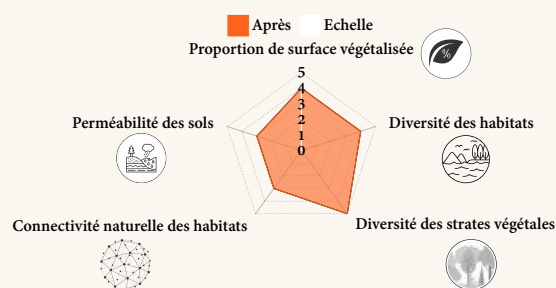 Après Echelle
Proportion de surface végétalisée
%
5
4
3
2
1
0
Perméabilité des sols
Diversité des habitats
Connectivité naturelle des habitats
Diversité des strates végétales